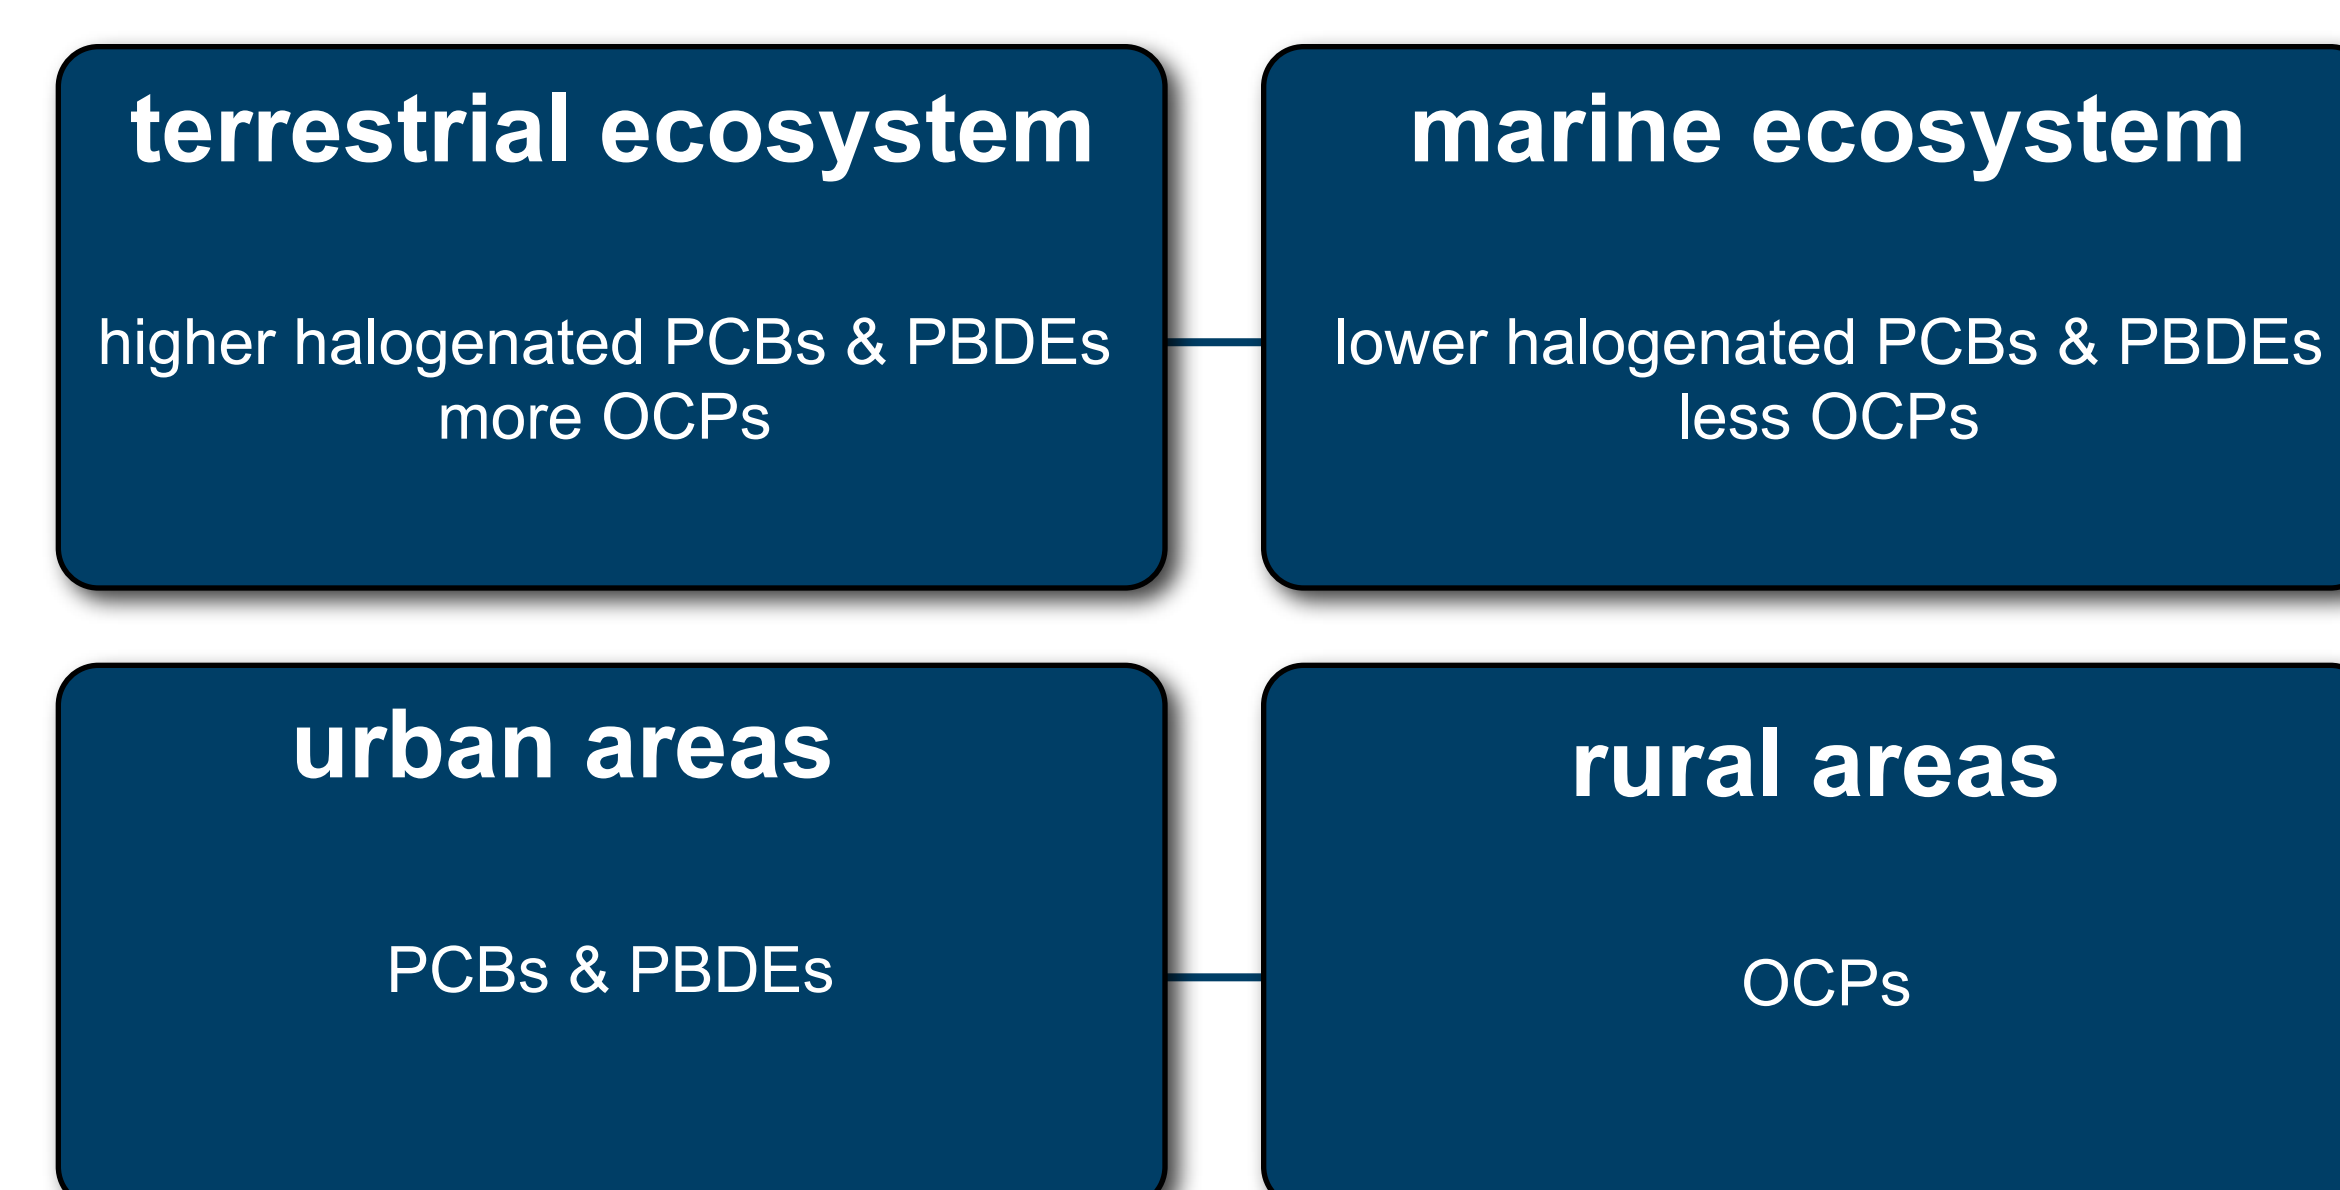 terrestrial ecosystem
higher halogenated PCBs & PBDEs
more OCPs
marine ecosystem
lower halogenated PCBs & PBDEs
less OCPs
urban areas
PCBs & PBDEs
rural areas
OCPs